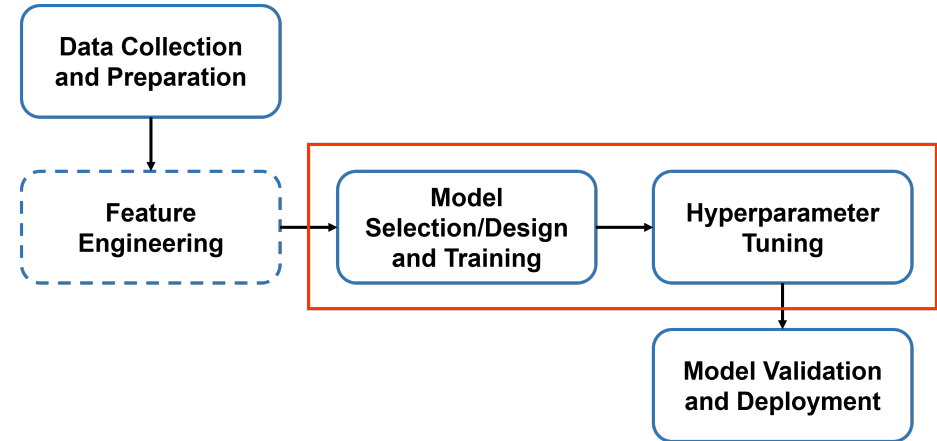 Data Collection
and Preparation
Feature
Engineering
Model
Selection/Design
and Training
Hyperparameter
Tuning
Model Validation
and Deployment